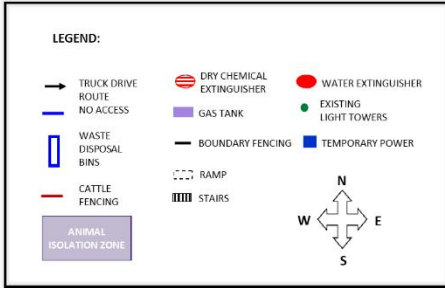 LEGEND:
TRUCK DRIVE
ROUTE
NO ACCESS
WASTE
DISPOSAL
BINS
CATTLE
FENCING
ANIMAL
ISOLATION ZONE
DRY CHEMICAL
EXTINGUISHER
GAS TANK
BOUNDARY FENCING
RAMP
STAIRS
WATER EXTINGUISHER
EXISTING
LIGHT TOWERS
TEMPORARY POWER
N
W E
S